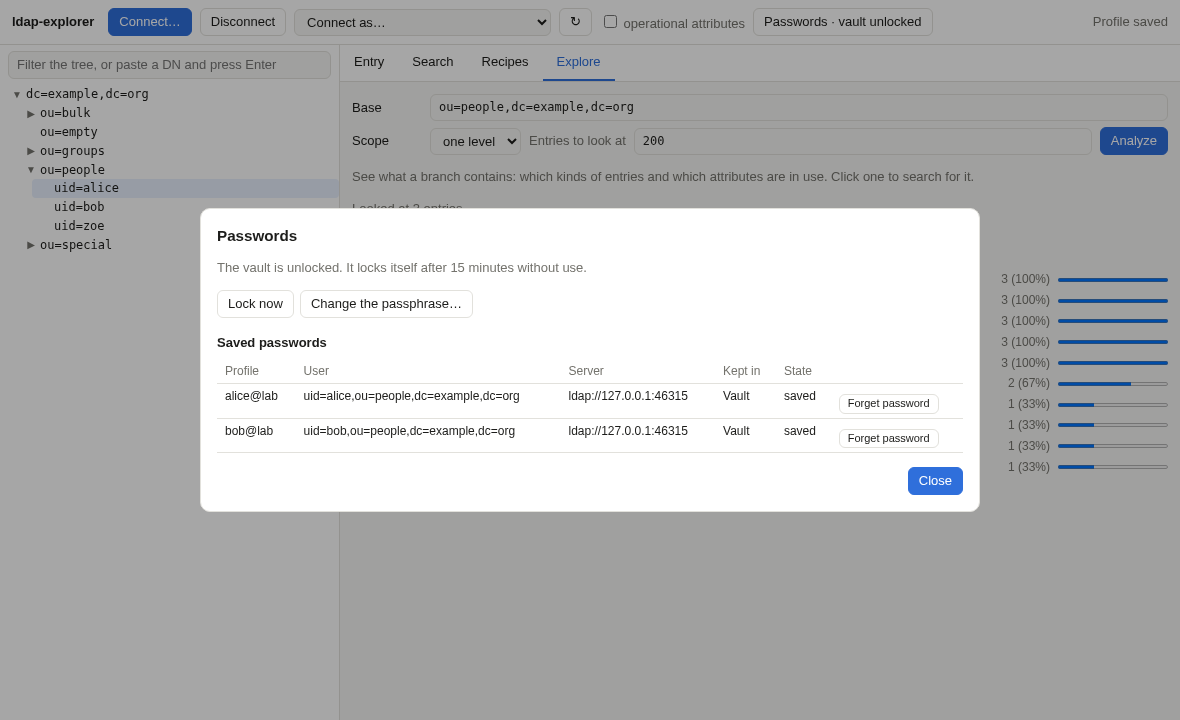 ldap-explorer Connect… Disconnect Connect as… ↻ operational attributes Passwords · vault unlocked Profile saved
Filter the tree, or paste a DN and press Enter
▼ dc=example,dc=org
▶ ou=bulk
ou=empty
▶ ou=groups
▼ ou=people
uid=alice
uid=bob
uid=zoe
▶ ou=special
Entry Search Recipes Explore
Base ou=people,dc=example,dc=org
Scope one level Entries to look at 200 Analyze
See what a branch contains: which kinds of entries and which attributes are in use. Click one to search for it.
Passwords
The vault is unlocked. It locks itself after 15 minutes without use.
Lock now Change the passphrase…
Saved passwords
Profile User Server Kept in State
alice@lab uid=alice,ou=people,dc=example,dc=org ldap://127.0.0.1:46315 Vault saved Forget password
bob@lab uid=bob,ou=people,dc=example,dc=org ldap://127.0.0.1:46315 Vault saved Forget password
Close
3 (100%)
3 (100%)
3 (100%)
3 (100%)
3 (100%)
2 (67%)
1 (33%)
1 (33%)
1 (33%)
1 (33%)